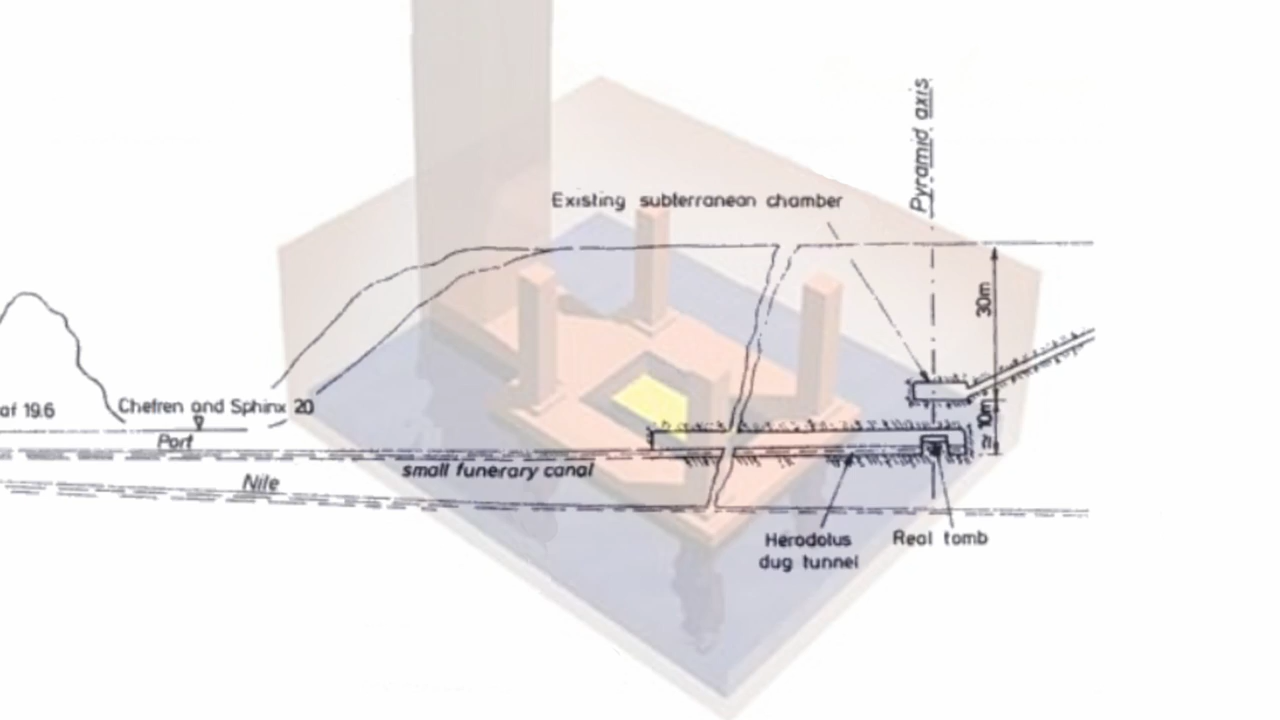 Pyramid axis
Existing subterranean chamber
30m
≈ 10m
af 19.6
Chefren and Sphinx 20
Port
small funerary canal
Nile
Herodotus
dug tunnel
Real tomb